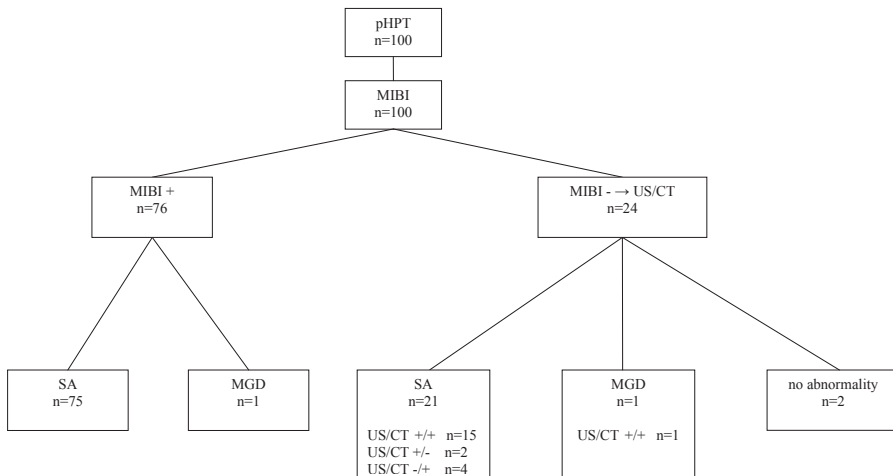 pHPT
n=100
MIBI
n=100
MIBI +
n=76
MIBI - → US/CT
n=24
SA
n=75
MGD
n=1
SA
n=21
US/CT +/+ n=15
US/CT +/- n=2
US/CT -/+ n=4
MGD
n=1
US/CT +/+ n=1
no abnormality
n=2